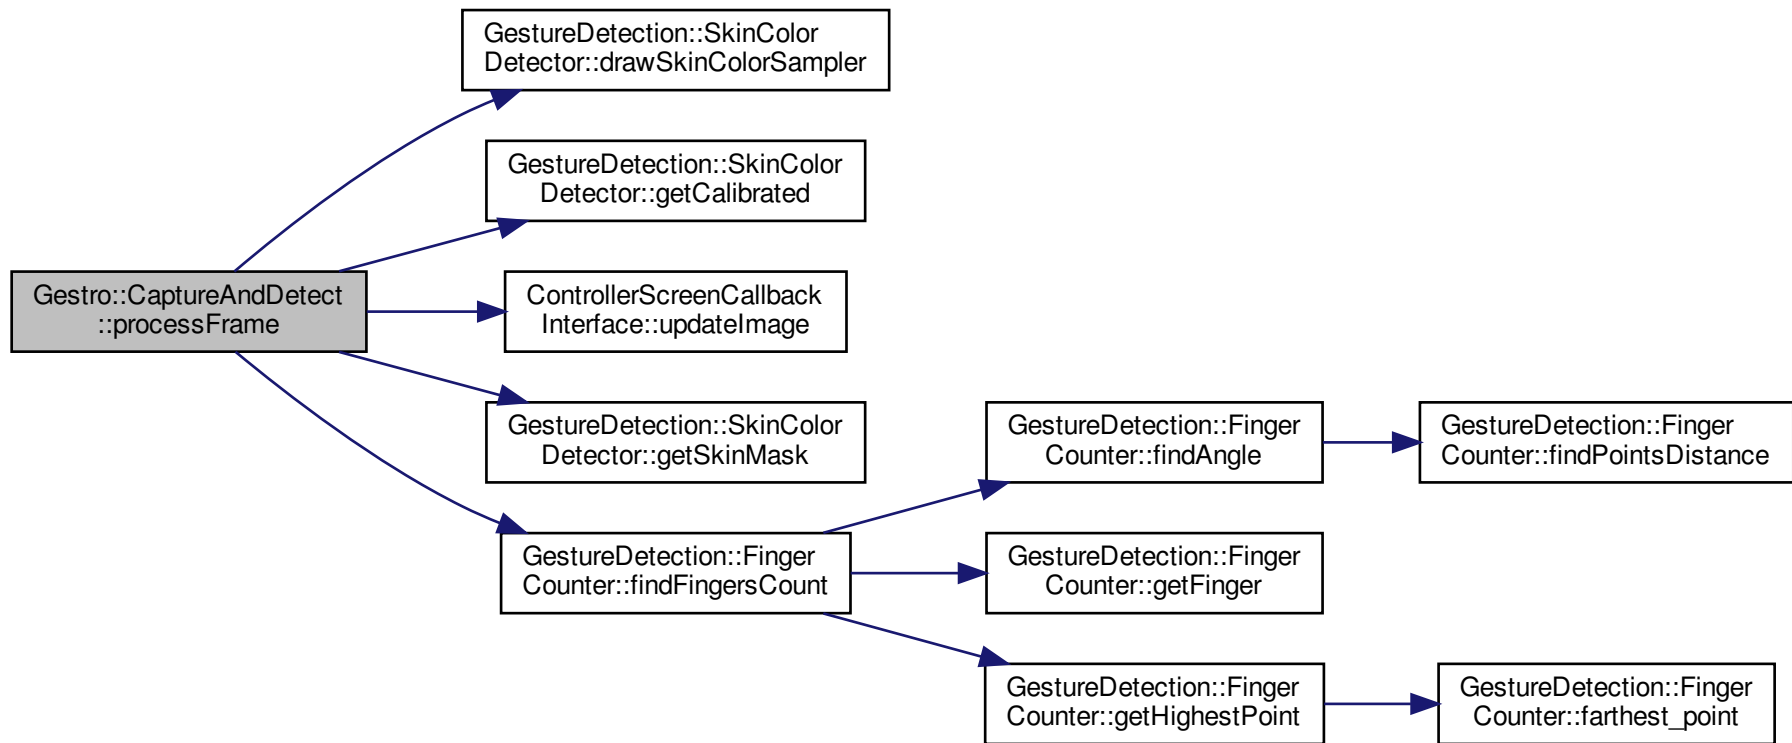 GestureDetection::SkinColor
Detector::drawSkinColorSampler
GestureDetection::SkinColor
Detector::getCalibrated
Gestro::CaptureAndDetect
::processFrame
ControllerScreenCallback
Interface::updateImage
GestureDetection::SkinColor
Detector::getSkinMask
GestureDetection::Finger
Counter::findAngle
GestureDetection::Finger
Counter::findPointsDistance
GestureDetection::Finger
Counter::findFingersCount
GestureDetection::Finger
Counter::getFinger
GestureDetection::Finger
Counter::getHighestPoint
GestureDetection::Finger
Counter::farthest_point